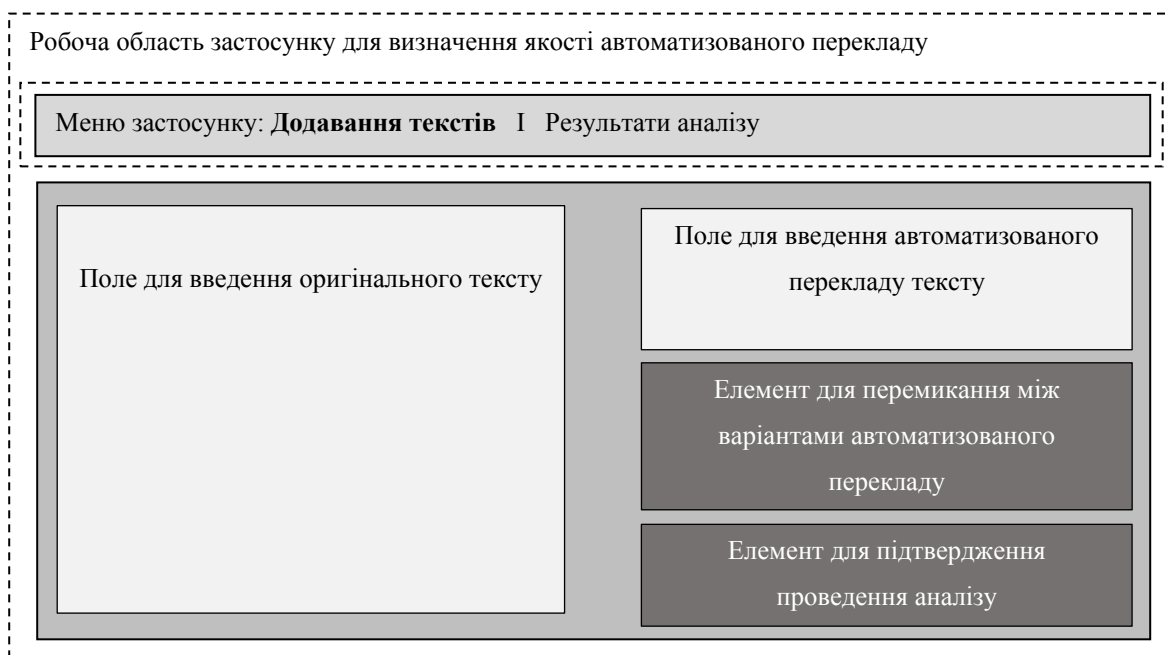 Робоча область застосунку для визначення якості автоматизованого перекладу
Меню застосунку: Додавання текстів I Результати аналізу
Поле для введення оригінального тексту
Поле для введення автоматизованого
перекладу тексту
Елемент для перемикання між
варіантами автоматизованого
перекладу
Елемент для підтвердження
проведення аналізу